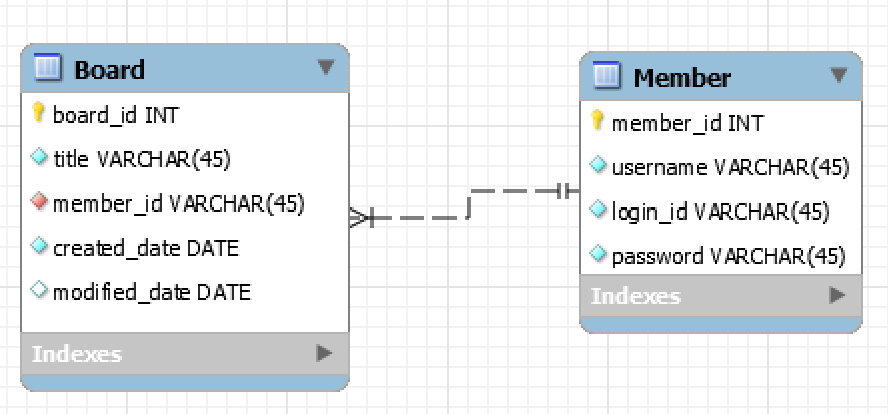 Board
board_id INT
title VARCHAR(45)
member_id VARCHAR(45)
created_date DATE
modified_date DATE
Indexes
Member
member_id INT
username VARCHAR(45)
login_id VARCHAR(45)
password VARCHAR(45)
Indexes